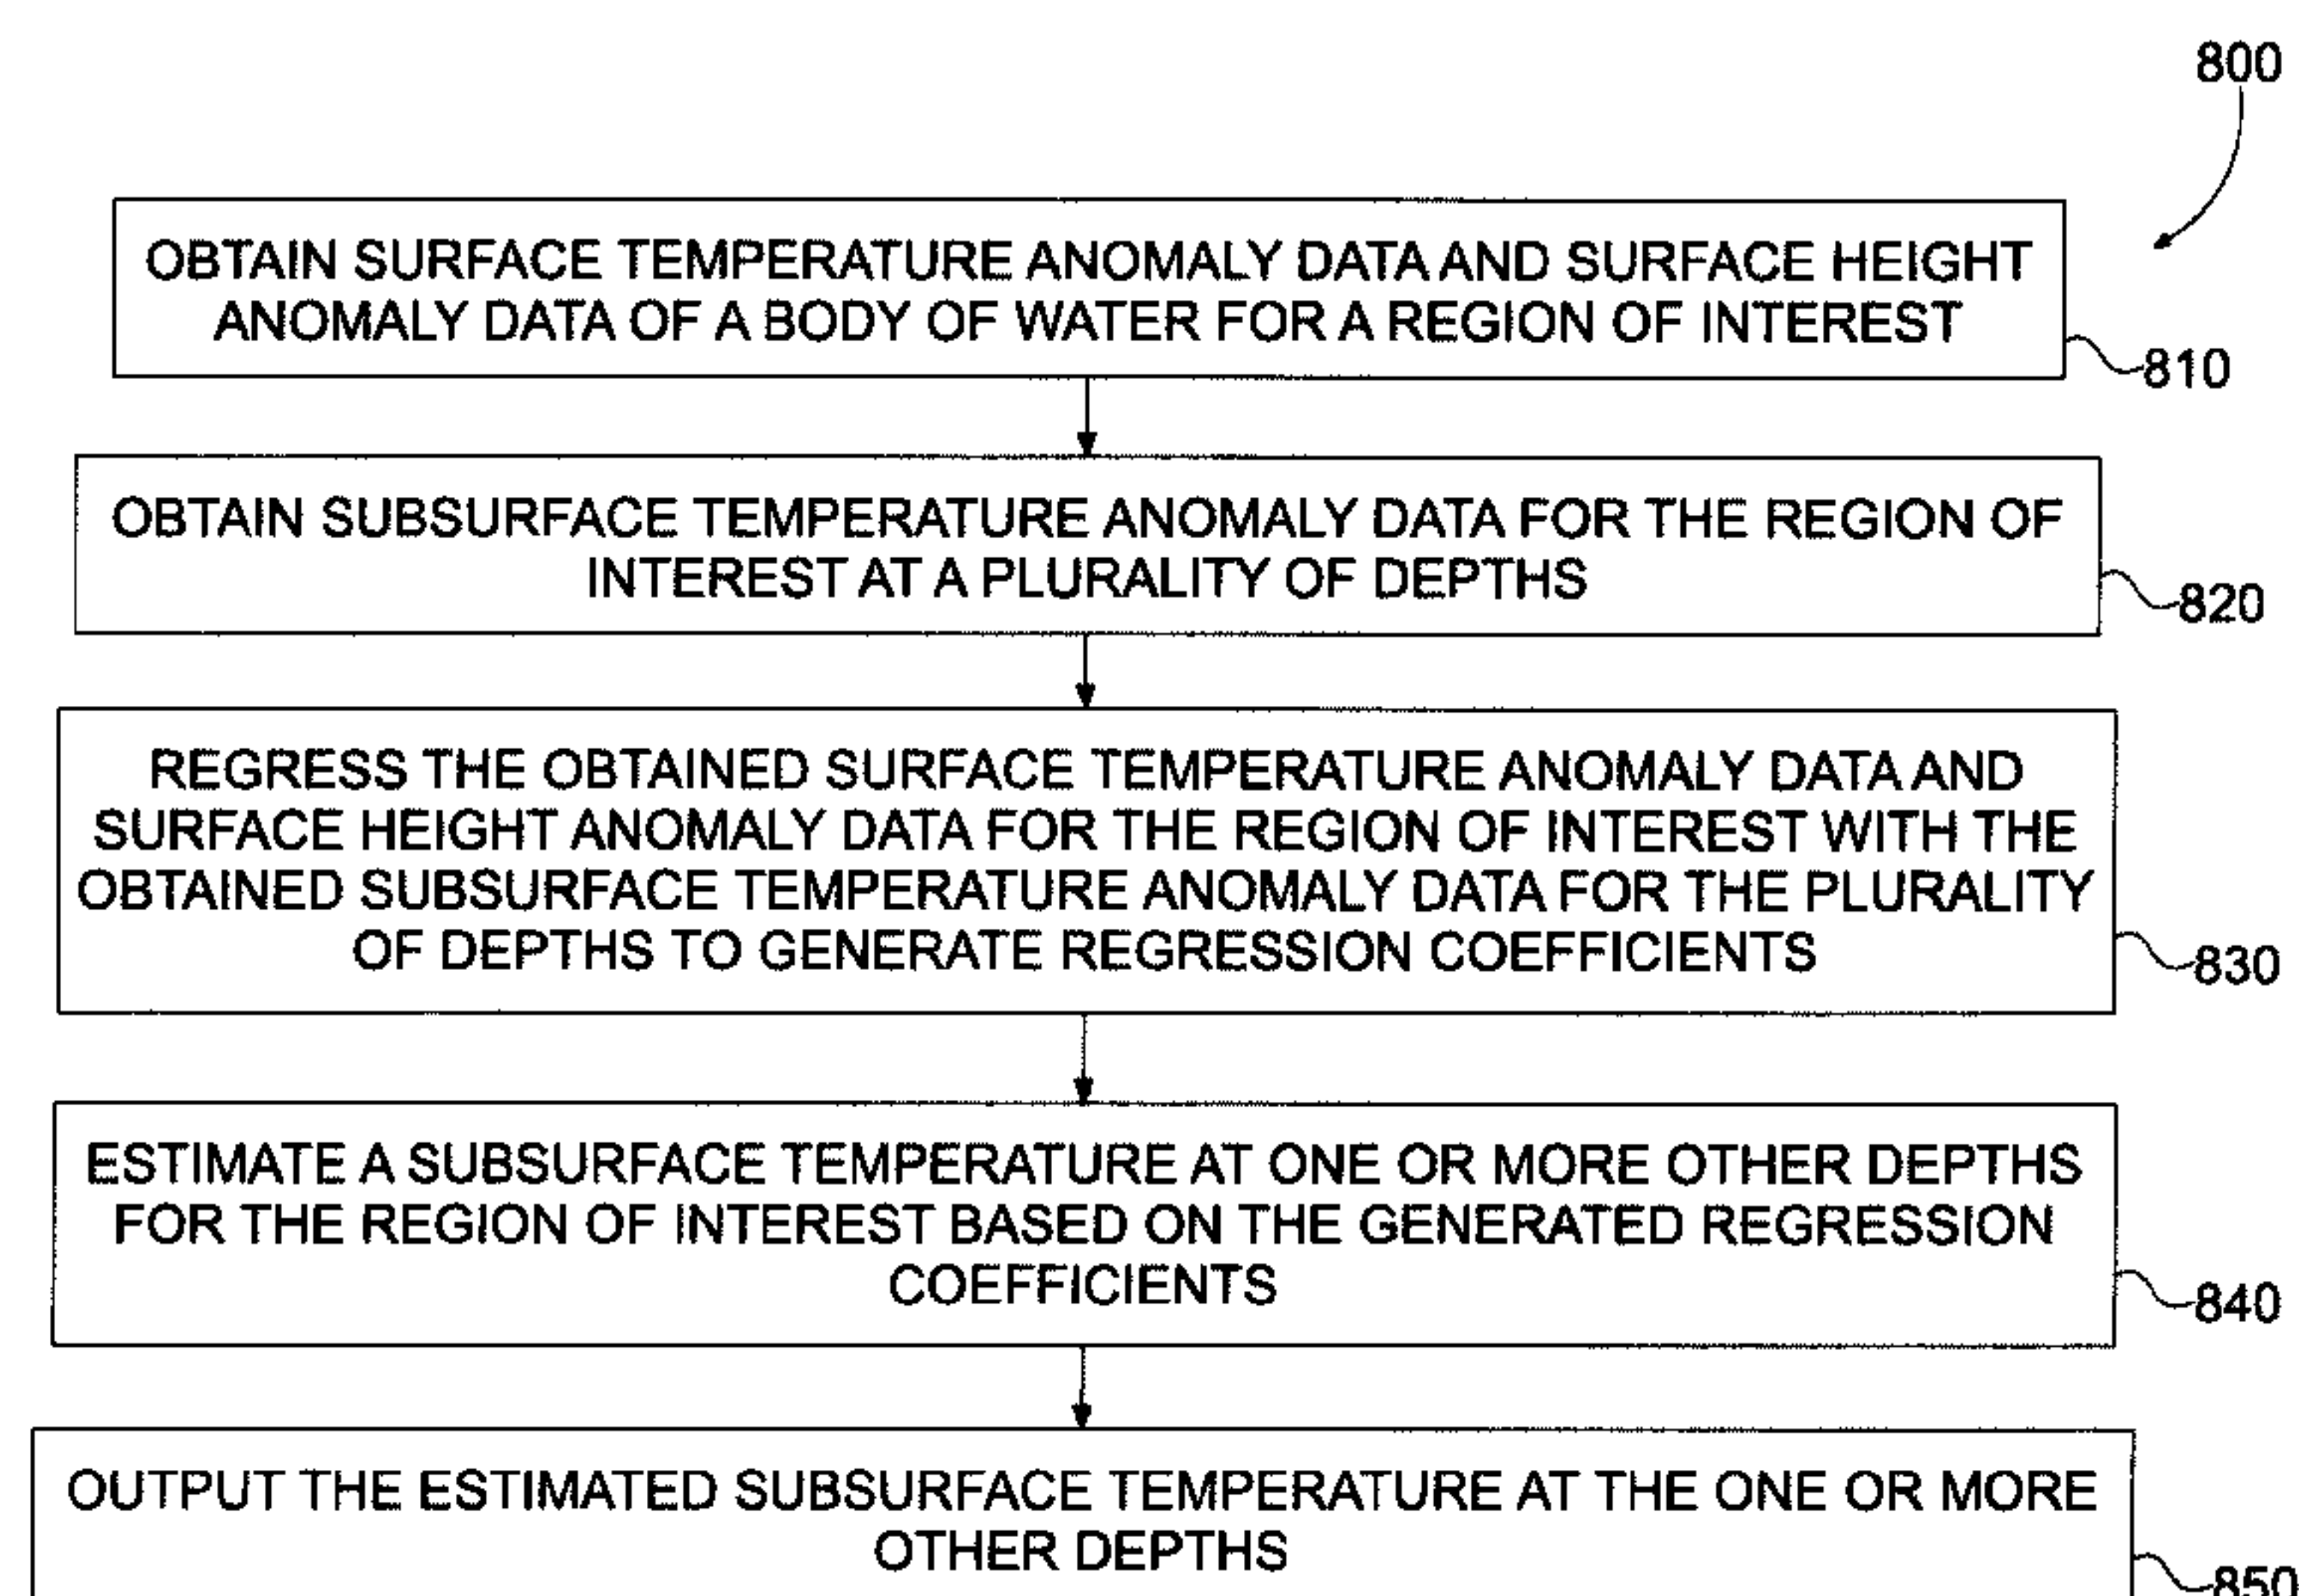 800
OBTAIN SURFACE TEMPERATURE ANOMALY DATA AND SURFACE HEIGHT
ANOMALY DATA OF A BODY OF WATER FOR A REGION OF INTEREST
810
OBTAIN SUBSURFACE TEMPERATURE ANOMALY DATA FOR THE REGION OF
INTEREST AT A PLURALITY OF DEPTHS
820
REGRESS THE OBTAINED SURFACE TEMPERATURE ANOMALY DATA AND
SURFACE HEIGHT ANOMALY DATA FOR THE REGION OF INTEREST WITH THE
OBTAINED SUBSURFACE TEMPERATURE ANOMALY DATA FOR THE PLURALITY
OF DEPTHS TO GENERATE REGRESSION COEFFICIENTS
830
ESTIMATE A SUBSURFACE TEMPERATURE AT ONE OR MORE OTHER DEPTHS
FOR THE REGION OF INTEREST BASED ON THE GENERATED REGRESSION
COEFFICIENTS
840
OUTPUT THE ESTIMATED SUBSURFACE TEMPERATURE AT THE ONE OR MORE
OTHER DEPTHS
850